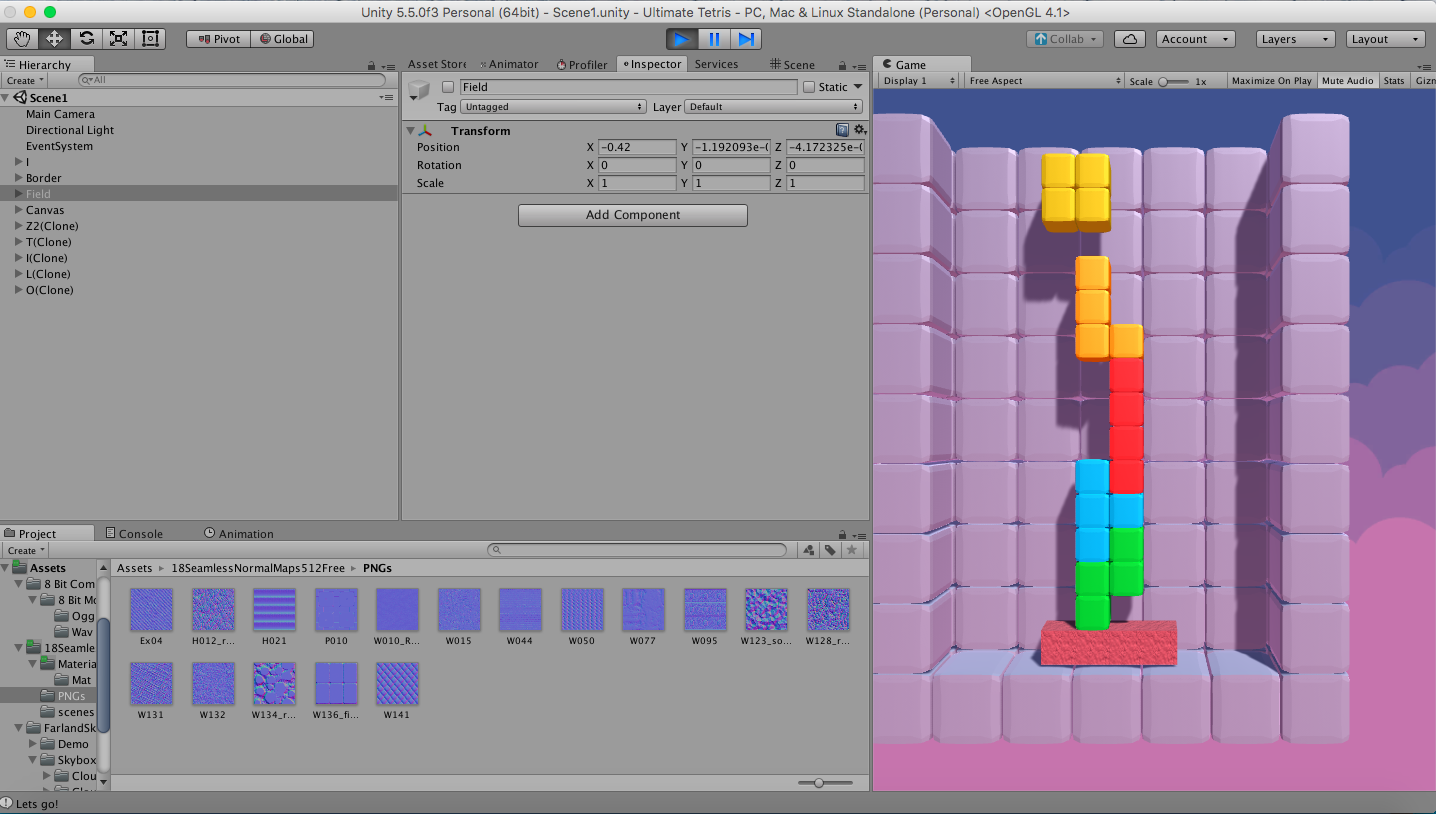 Unity 5.5.0f3 Personal (64bit) - Scene1.unity - Ultimate Tetris - PC, Mac & Linux Standalone (Personal) <OpenGL 4.1>
Pivot Global Collab Account Layers Layout
Hierarchy
Create All
Scene1
Main Camera
Directional Light
EventSystem
I
Border
Field
Canvas
Z2(Clone)
T(Clone)
I(Clone)
L(Clone)
O(Clone)
Asset Store Animator Profiler Inspector Services Scene
Field Static
Tag Untagged Layer Default
Transform
Position X -0.42 Y -1.192093e-( Z -4.172325e-(
Rotation X 0 Y 0 Z 0
Scale X 1 Y 1 Z 1
Add Component
Game
Display 1 Free Aspect Scale 1x Maximize On Play Mute Audio Stats Gizn
Project Console Animation
Create
Assets
8 Bit Com
8 Bit Mo
Ogg
Wav
18Seamle
Materia
Mat
PNGs
scenes
FarlandSk
Demo
Skybox
Clou
Assets 18SeamlessNormalMaps512Free PNGs
Ex04 H012_r... H021 P010 W010_R... W015 W044 W050 W077 W095 W123_so... W128_r...
W131 W132 W134_r... W136_fi... W141
Lets go!